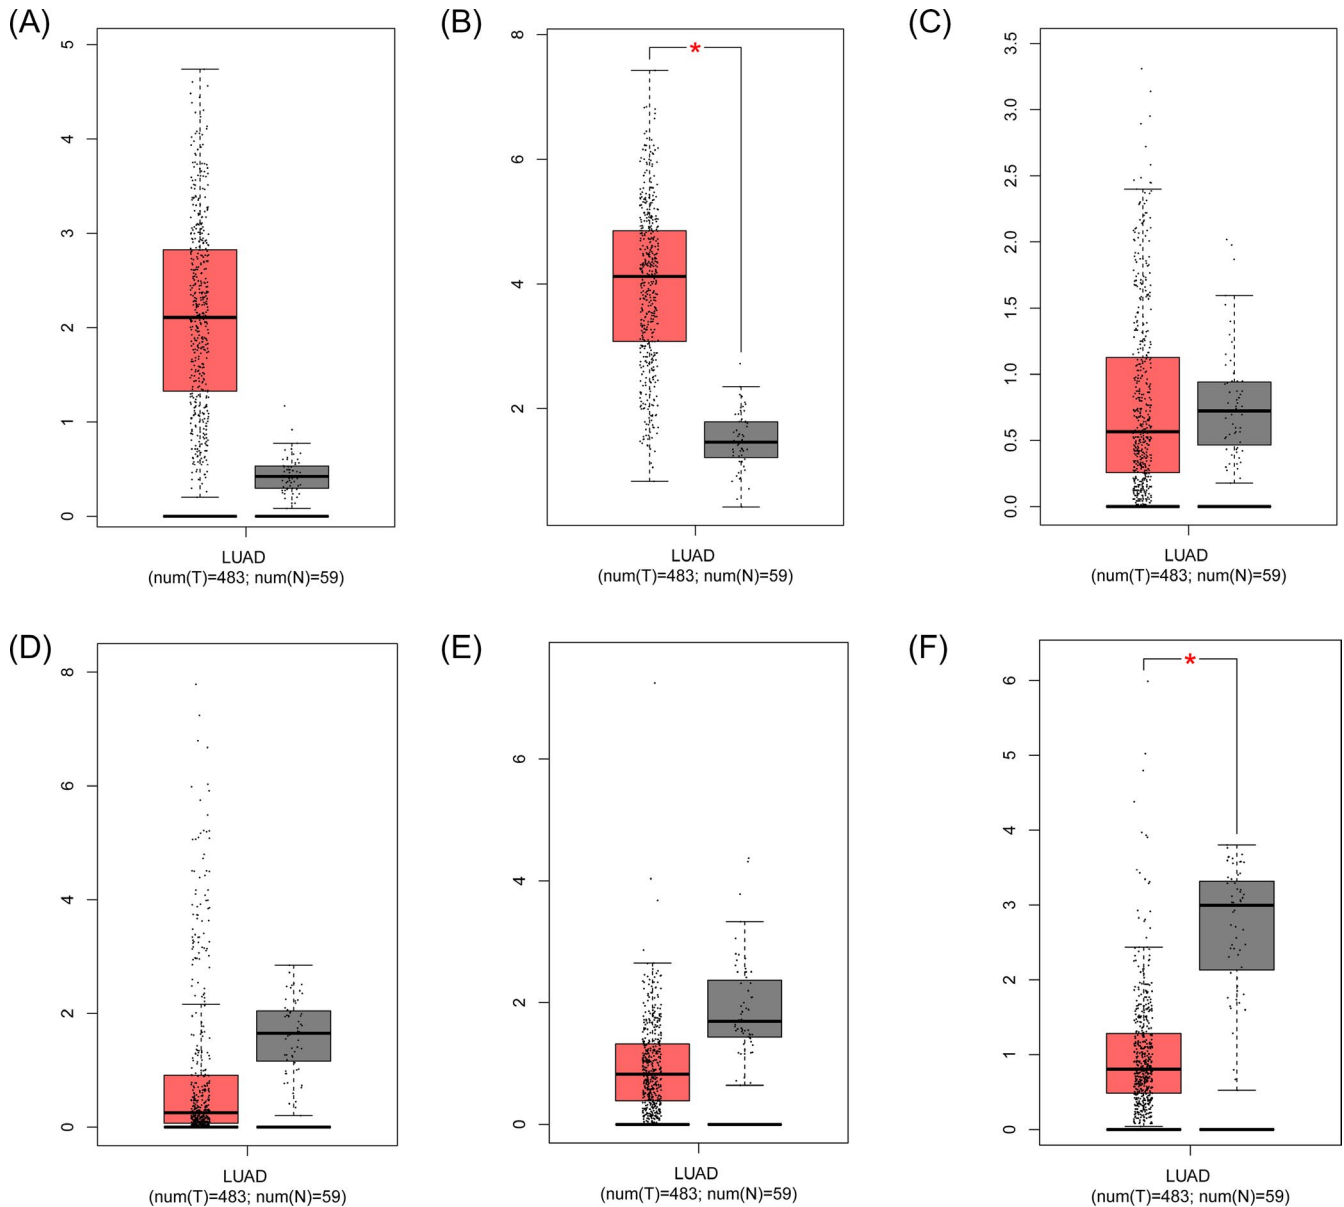 (A)
5
4
3
2
1
0
LUAD
(num(T)=483; num(N)=59)
(B)
8
6
4
2
*
LUAD
(num(T)=483; num(N)=59)
(C)
3.5
3.0
2.5
2.0
1.5
1.0
0.5
0.0
LUAD
(num(T)=483; num(N)=59)
(D)
8
6
4
2
0
LUAD
(num(T)=483; num(N)=59)
(E)
6
4
2
0
LUAD
(num(T)=483; num(N)=59)
(F)
6
5
4
3
2
1
0
*
LUAD
(num(T)=483; num(N)=59)